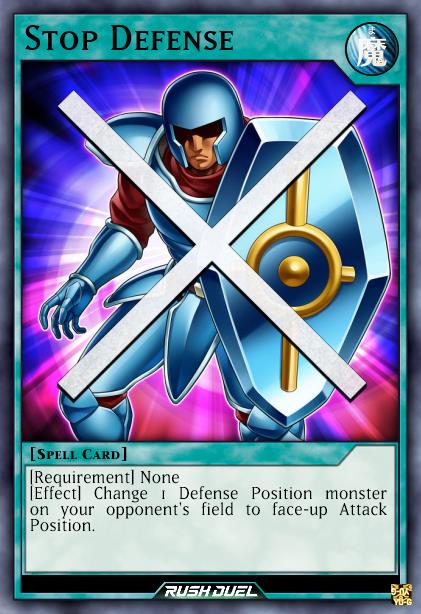 STOP DEFENSE
ま
魔
[SPELL CARD]
[Requirement] None
[Effect] Change 1 Defense Position monster
on your opponent's field to face-up Attack
Position.
RUSH DUEL